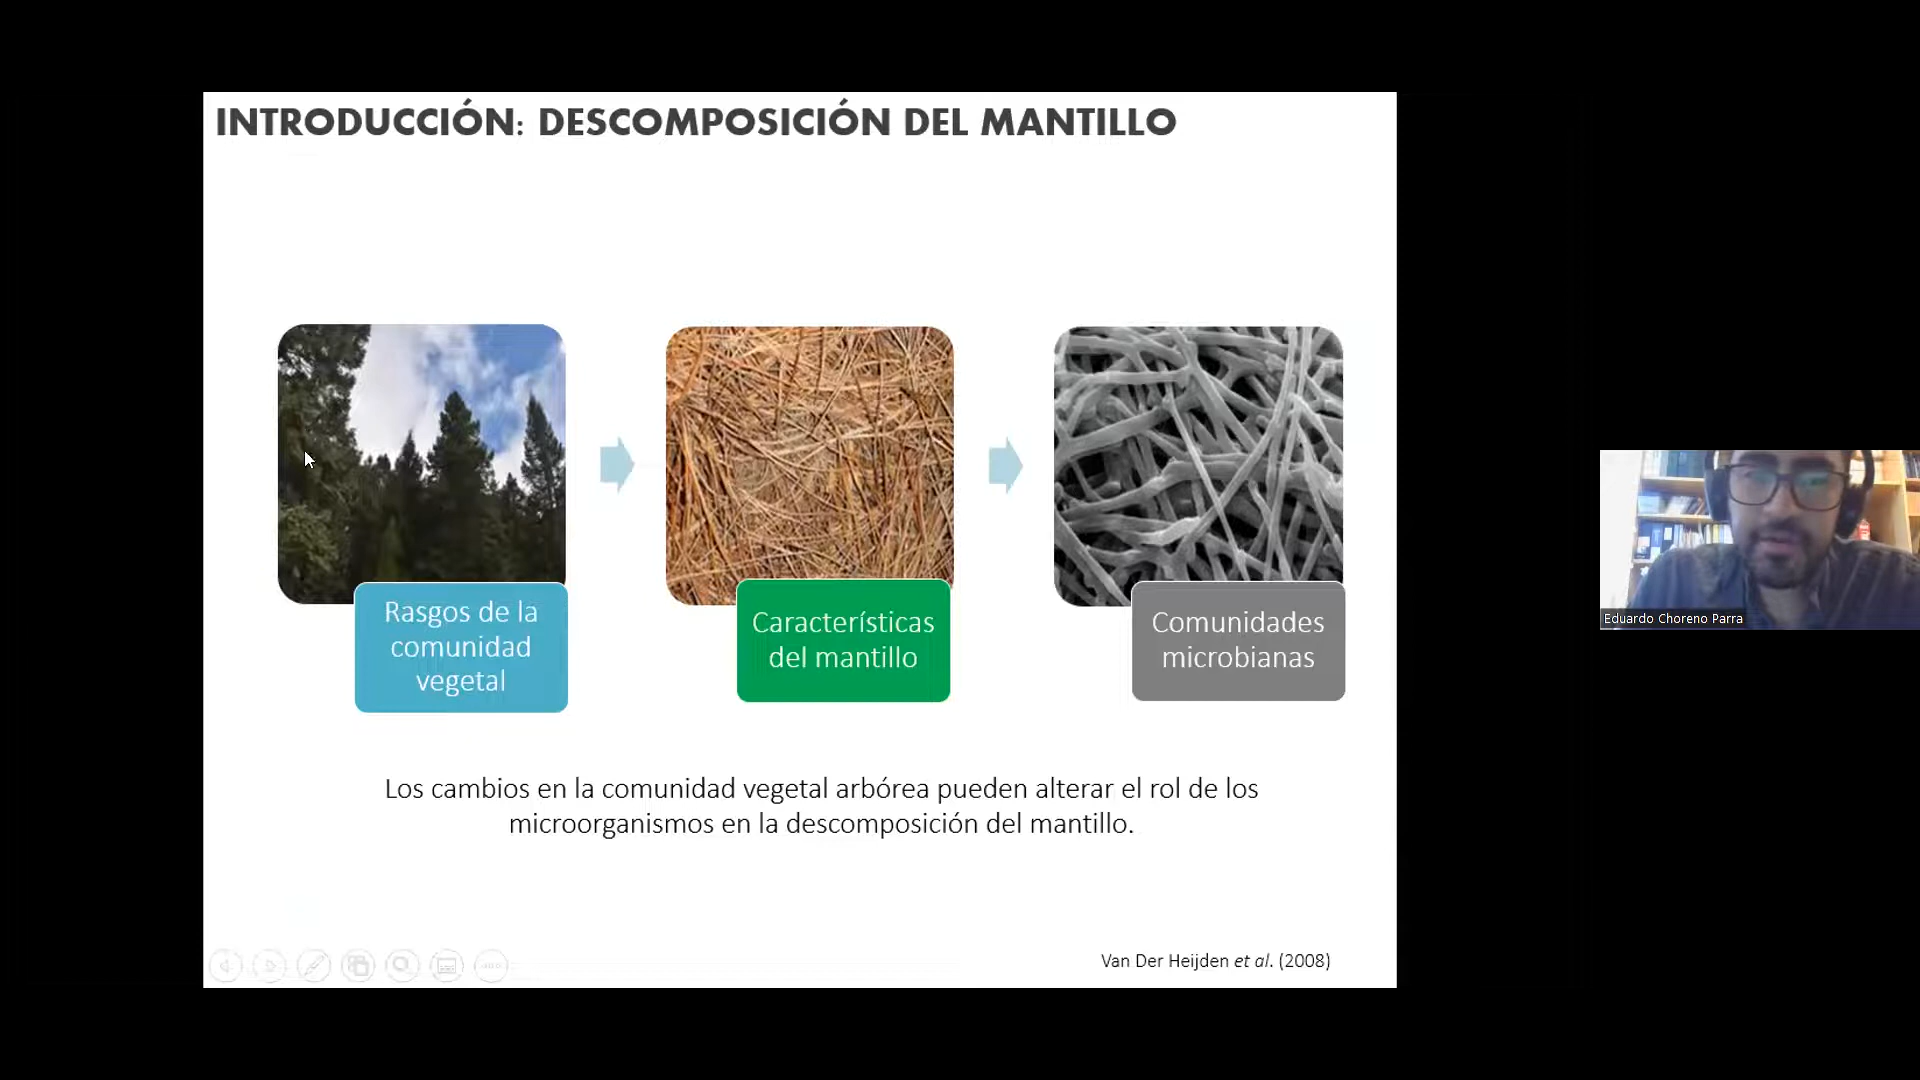 INTRODUCCIÓN: DESCOMPOSICIÓN DEL MANTILLO
Rasgos de la
comunidad
vegetal
Características
del mantillo
Comunidades
microbianas
Los cambios en la comunidad vegetal arbórea pueden alterar el rol de los
microorganismos en la descomposición del mantillo.
Van Der Heijden et al. (2008)
Eduardo Choreno Parra